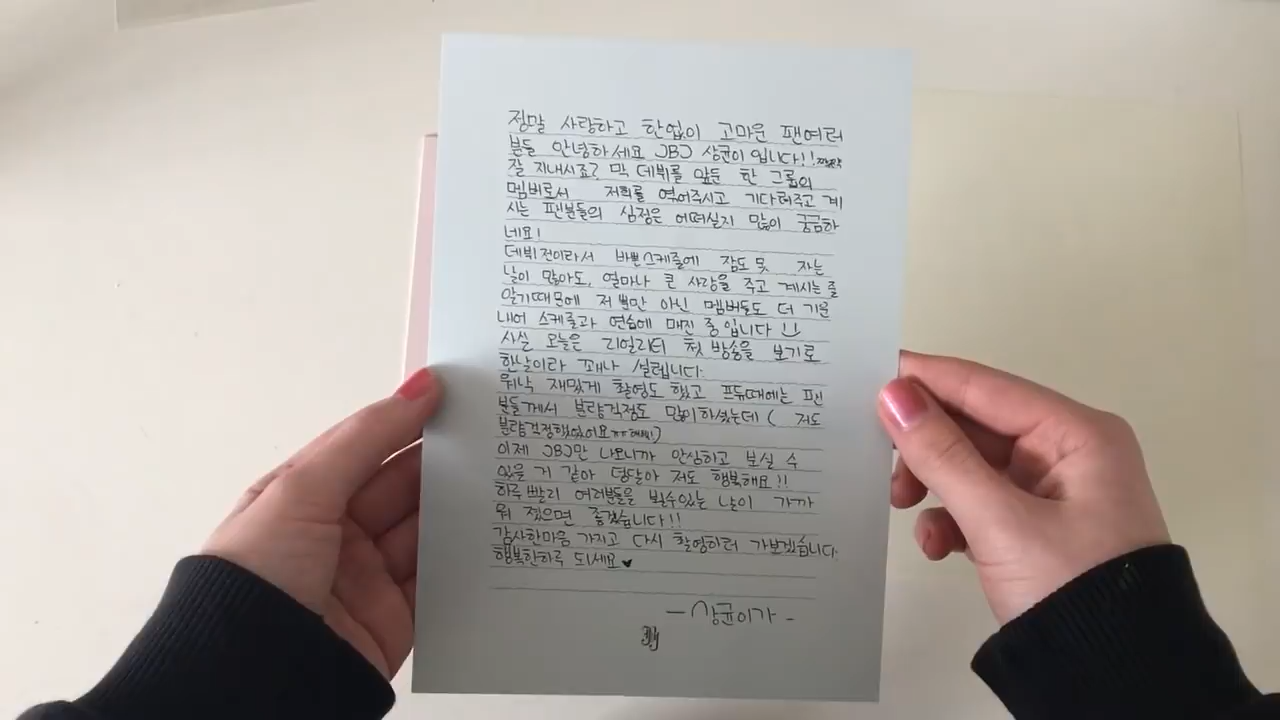 정말 사랑하고 한없이 고마운 팬여러
분들 안녕하세요 JBJ 상균이 입니다!!
잘 지내시죠? 막 데뷔를 앞둔 한 그룹의
멤버로서 저희를 엮어주시고 기다려주고 계
시는 팬분들의 심정은 어떠실지 많이 궁금하
네요!
데뷔전이라서 바쁜스케줄에 잠도 못 자는
날이 많아도, 얼마나 큰 사랑을 주고 계시는 줄
알기때문에 저 뿐만 아닌 멤버들도 더 기운
내어 스케줄과 연습에 매진 중 입니다
사실 오늘은 리얼리티 첫 방송을 보기로
한날이라 꽤나 설렙니다.
워낙 재밌게 촬영도 했고 프듀때에는 팬
분들께서 분량걱정도 많이하셨는데 ( 저도
분량걱정했었어요ㅠㅠ)
이제 JBJ만 나오니까 안심하고 보실 수
있을 거 같아 덩달아 저도 행복해요!!
하루 빨리 여러분들을 뵐수있는 날이 가까
워 졌으면 좋겠습니다!!
감사한마음 가지고 다시 촬영하러 가보겠습니다.
행복한하루 되세요♥
- 상균이가 -